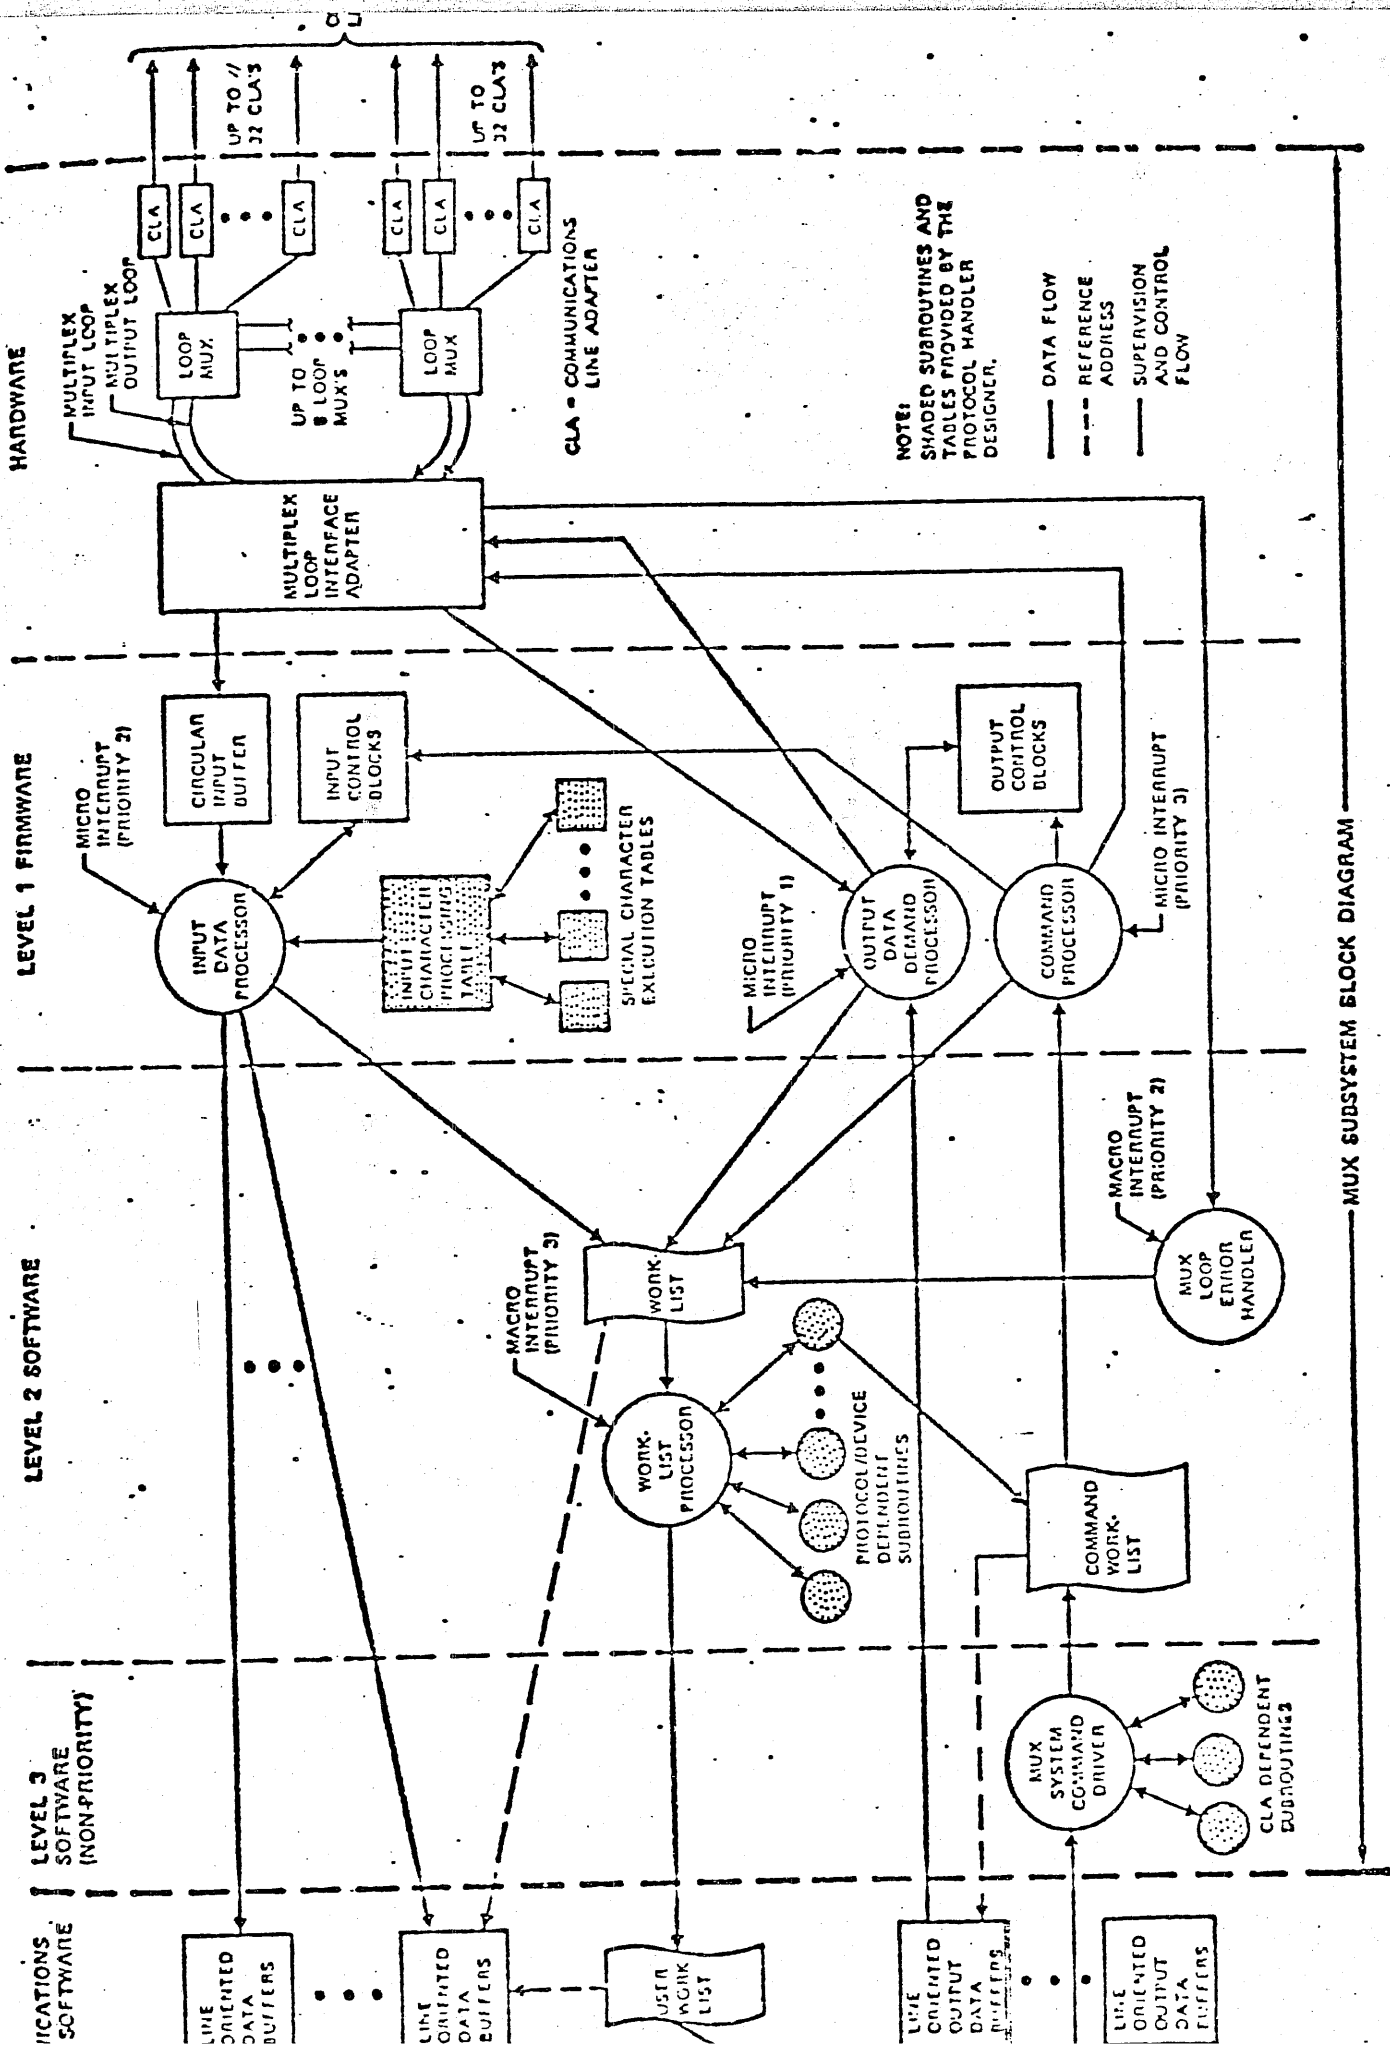 HARDWARE
LEVEL 1 FIRMWARE
LEVEL 2 SOFTWARE
LEVEL 3
SOFTWARE
(NON-PRIORITY)
SOFTWARE
MULTIPLEX
INPUT LOOP
MULTIPLEX
OUTPUT LOOP
CLA
CLA
CLA
UP TO
32 CLA'S
LOOP
MUX
UP TO
8 LOOP
MUX'S
LOOP
MUX
CLA
CLA
CLA
UP TO
32 CLA'S
CLA = COMMUNICATIONS
LINE ADAPTER
MULTIPLEX
LOOP
INTERFACE
ADAPTER
NOTE:
SHADED SUBROUTINES AND
TABLES PROVIDED BY THE
PROTOCOL HANDLER
DESIGNER.
DATA FLOW
REFERENCE
ADDRESS
SUPERVISION
AND CONTROL
FLOW
MICRO
INTERRUPT
(PRIORITY 2)
CIRCULAR
INPUT
BUFFER
INPUT
CONTROL
BLOCKS
INPUT
DATA
PROCESSOR
INPUT
CHARACTER
PROCESSING
TABLE
SPECIAL CHARACTER
EXECUTION TABLES
MICRO
INTERRUPT
(PRIORITY 1)
OUTPUT
DATA
DEMAND
PROCESSOR
OUTPUT
CONTROL
BLOCKS
COMMAND
PROCESSOR
MICRO INTERRUPT
(PRIORITY 3)
MACRO
INTERRUPT
(PRIORITY 3)
WORK-
LIST
WORK-
LIST
PROCESSOR
PROTOCOL/DEVICE
DEPENDENT
SUBROUTINES
MACRO
INTERRUPT
(PRIORITY 2)
MUX
LOOP
ERROR
HANDLER
COMMAND
WORK-
LIST
MUX
SYSTEM
COMMAND
DRIVER
CLA DEPENDENT
SUBROUTINES
LINE
ORIENTED
DATA
BUFFERS
LINE
ORIENTED
DATA
BUFFERS
USER
WORK
LIST
LINE
ORIENTED
OUTPUT
DATA
BUFFERS
LINE
ORIENTED
OUTPUT
DATA
BUFFERS
MUX SUBSYSTEM BLOCK DIAGRAM